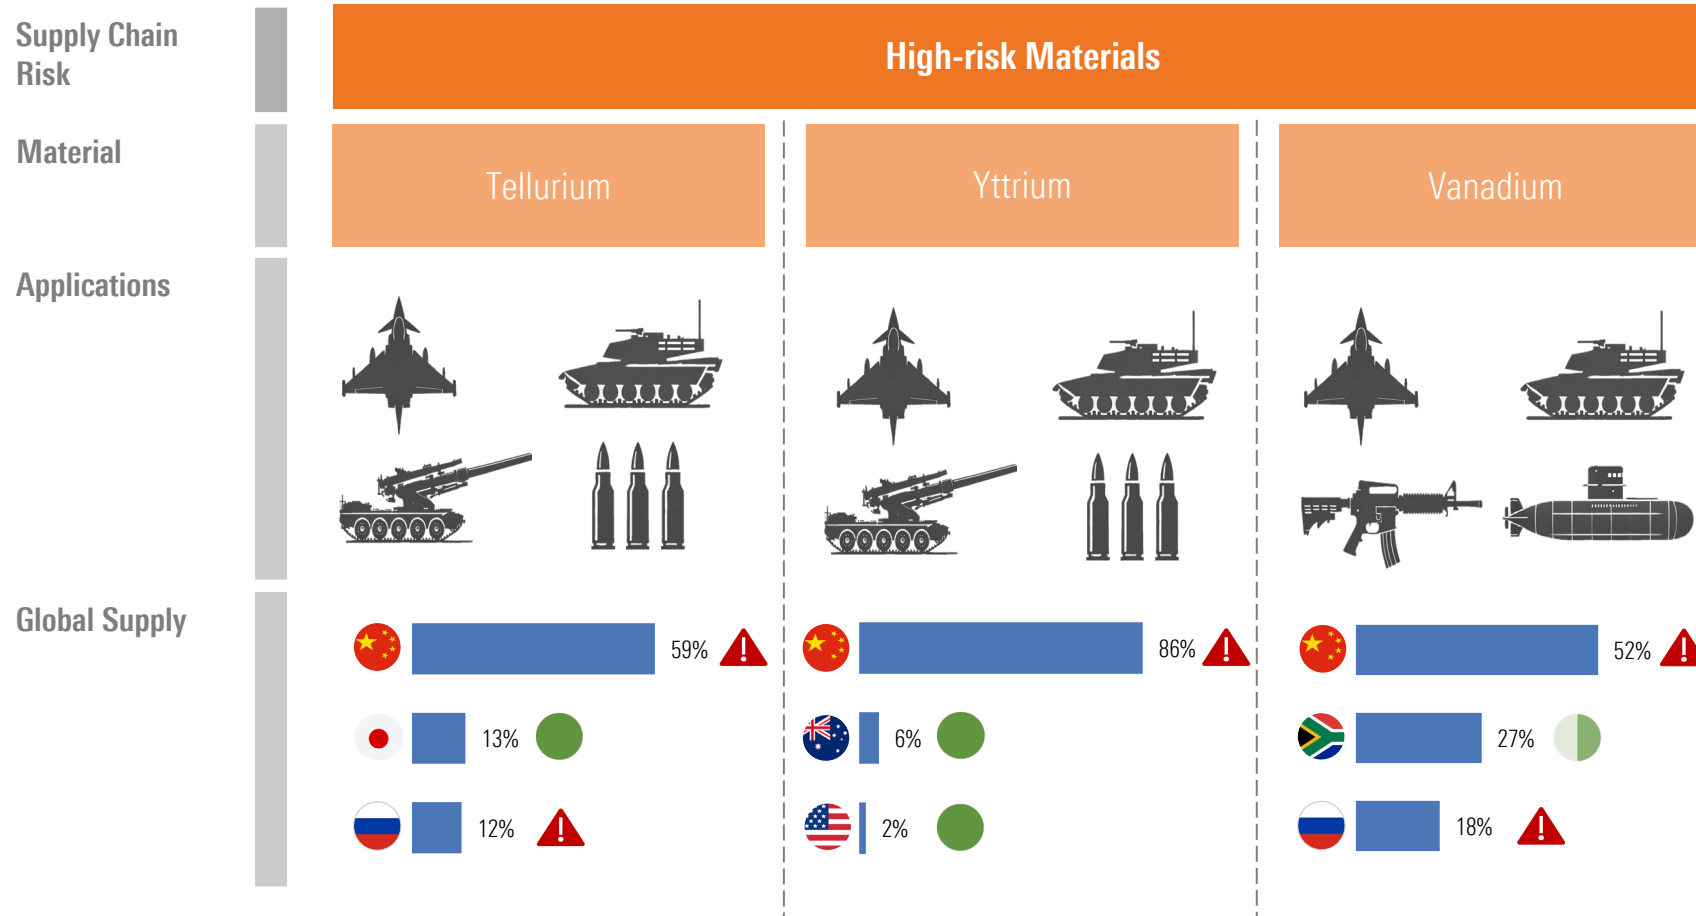 Supply Chain
Risk
High-risk Materials
Material
Tellurium
Yttrium
Vanadium
Applications
Global Supply
59%
86%
52%
13%
6%
27%
12%
2%
18%